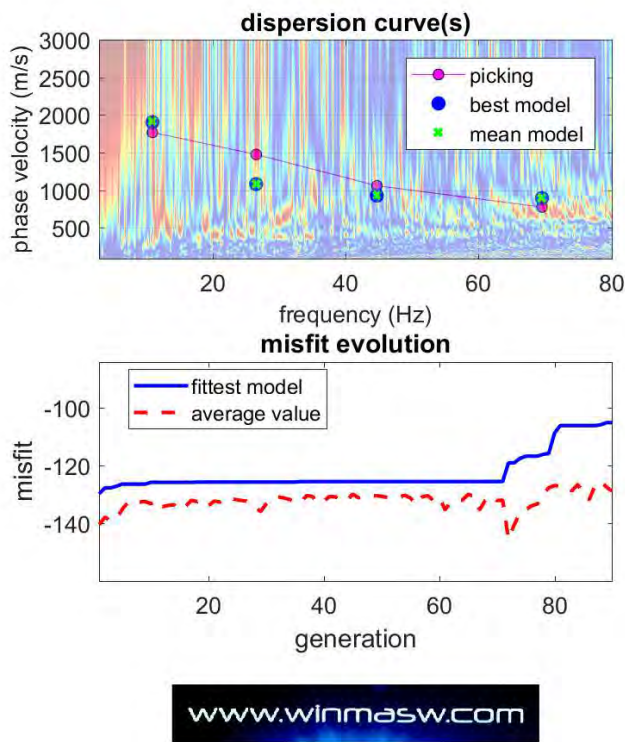 dispersion curve(s)
3000
2500
2000
1500
1000
500
phase velocity (m/s)
picking
best model
mean model
20
40
60
80
frequency (Hz)
misfit evolution
-100
-120
-140
misfit
fittest model
average value
20
40
60
80
generation
www.winmasw.com